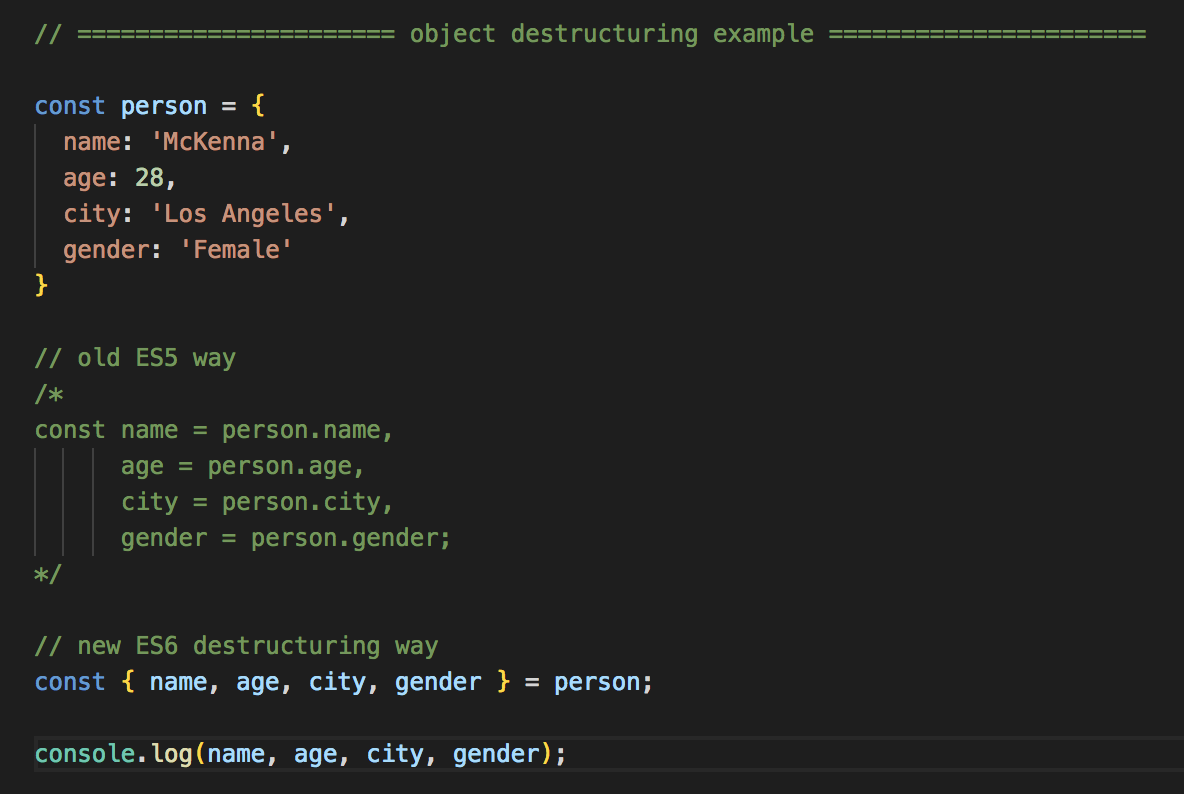 // ====================== object destructuring example ======================
const person = {
  name: 'McKenna',
  age: 28,
  city: 'Los Angeles',
  gender: 'Female'
}
// old ES5 way
/*
const name = person.name,
      age = person.age,
      city = person.city,
      gender = person.gender;
*/
// new ES6 destructuring way
const { name, age, city, gender } = person;
console.log(name, age, city, gender);